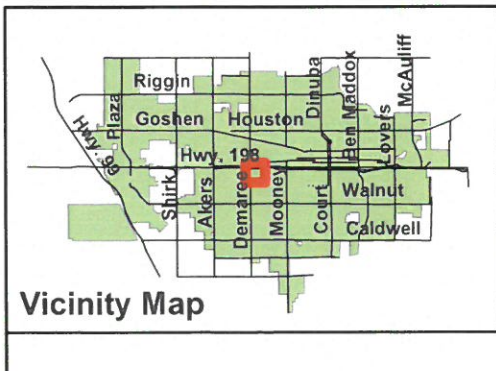 Riggin
Goshen
Houston
Hwy. 198
Walnut
Caldwell
Hwy. 99
Plaza
Shirk
Akers
Demaree
Mooney
Court
Dinuba
Ben Maddox
Lovers
McAuliff
Vicinity Map